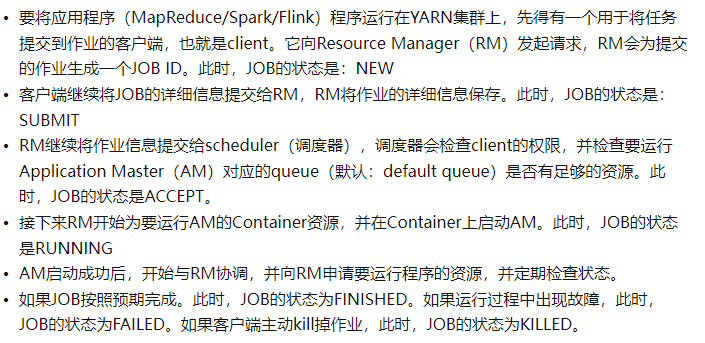 • 要将应用程序（MapReduce/Spark/Flink）程序运行在YARN集群上，先得有一个用于将任务
提交到作业的客端，也就是client。它向Resource Manager（RM）发起请求，RM会为提交
的作业生成一个JOB ID。此时，JOB的状态是：NEW
• 客户端继续将JOB的详细信息提交给RM，RM将作业的详细信息保存。此时，JOB的状态是：
SUBMIT
• RM继续将作业信息提交给scheduler（调度器），调度器会检查client的权限，并检查要运行
Application Master（AM）对应的queue（默认：default queue）是否有足够的资源。此
时，JOB的状态是ACCEPT。
• 接下来RM开始为要运行AM的Container资源，并在Container上启动AM。此时，JOB的状态
是RUNNING
• AM启动成功后，开始与RM协调，并向RM申请要运行程序的资源，并定期检查状态。
• 如果JOB按照预期完成。此时，JOB的状态为FINISHED。如果运行过程中出现故障，此时，
JOB的状态为FAILED。如果客户端主动kill掉作业，此时，JOB的状态为KILLED。